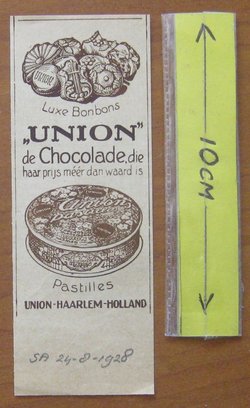 Luxe Bonbons
„UNION"
de Chocolade, die
haar prijs méér dan waard is
Union
pastilles
Pastilles
UNION-HAARLEM-HOLLAND
SA 24-8-1928
10CM